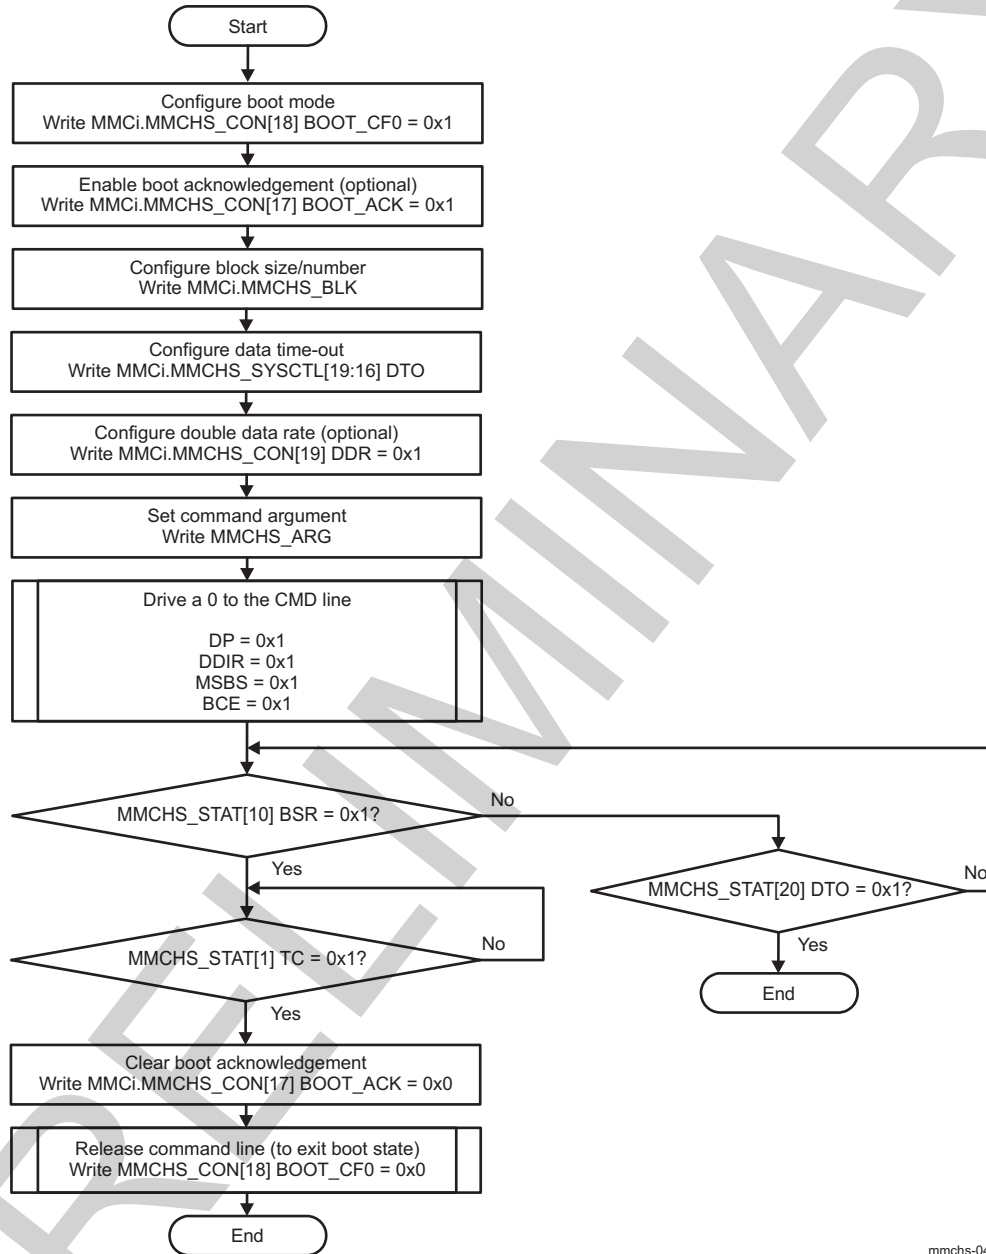 Start
Configure boot mode
Write MMCi.MMCHS_CON[18] BOOT_CF0 = 0x1
Enable boot acknowledgement (optional)
Write MMCi.MMCHS_CON[17] BOOT_ACK = 0x1
Configure block size/number
Write MMCi.MMCHS_BLK
Configure data time-out
Write MMCi.MMCHS_SYSCTL[19:16] DTO
Configure double data rate (optional)
Write MMCi.MMCHS_CON[19] DDR = 0x1
Set command argument
Write MMCHS_ARG
Drive a 0 to the CMD line
DP = 0x1
DDIR = 0x1
MSBS = 0x1
BCE = 0x1
MMCHS_STAT[10] BSR = 0x1?
No
Yes
MMCHS_STAT[20] DTO = 0x1?
No
Yes
End
MMCHS_STAT[1] TC = 0x1?
No
Yes
Clear boot acknowledgement
Write MMCi.MMCHS_CON[17] BOOT_ACK = 0x0
Release command line (to exit boot state)
Write MMCHS_CON[18] BOOT_CF0 = 0x0
End
mmchs-04
RELIMINARY